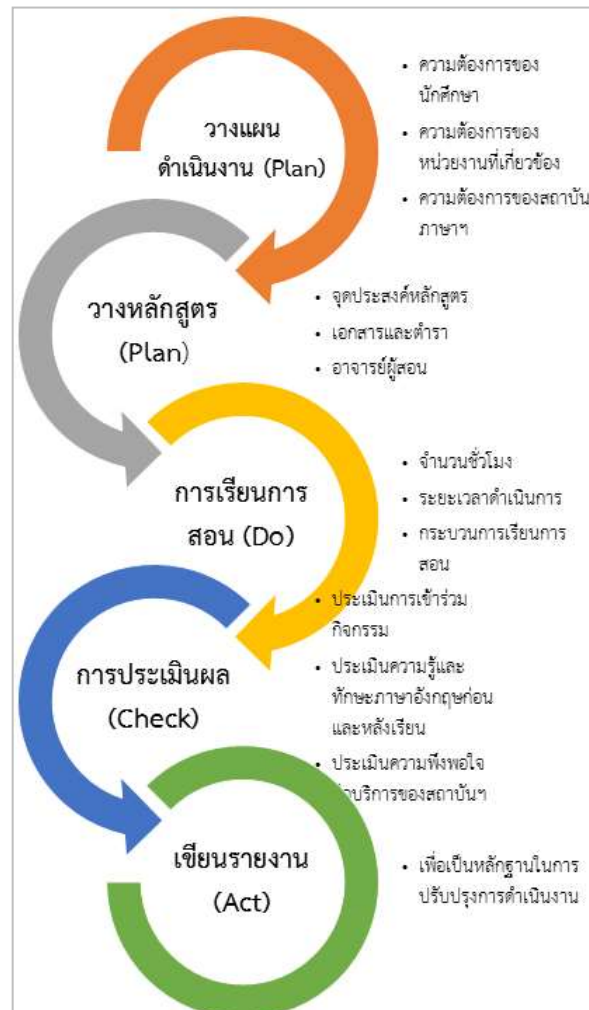 วางแผน
ดำเนินงาน (Plan)
• ความต้องการของ
นักศึกษา
• ความต้องการของ
หน่วยงานที่เกี่ยวข้อง
• ความต้องการของสถาบัน
ภาษาฯ
วางหลักสูตร
(Plan)
• จุดประสงค์หลักสูตร
• เอกสารและตำรา
• อาจารย์ผู้สอน
การเรียนการ
สอน (Do)
• จำนวนชั่วโมง
• ระยะเวลาดำเนินการ
• กระบวนการเรียนการ
สอน
การประเมินผล
(Check)
• ประเมินการเข้าร่วม
กิจกรรม
• ประเมินความรู้และ
ทักษะภาษาอังกฤษก่อน
และหลังเรียน
• ประเมินความพึงพอใจ
บริการของสถาบันฯ
เขียนรายงาน
(Act)
• เพื่อเป็นหลักฐานในการ
ปรับปรุงการดำเนินงาน